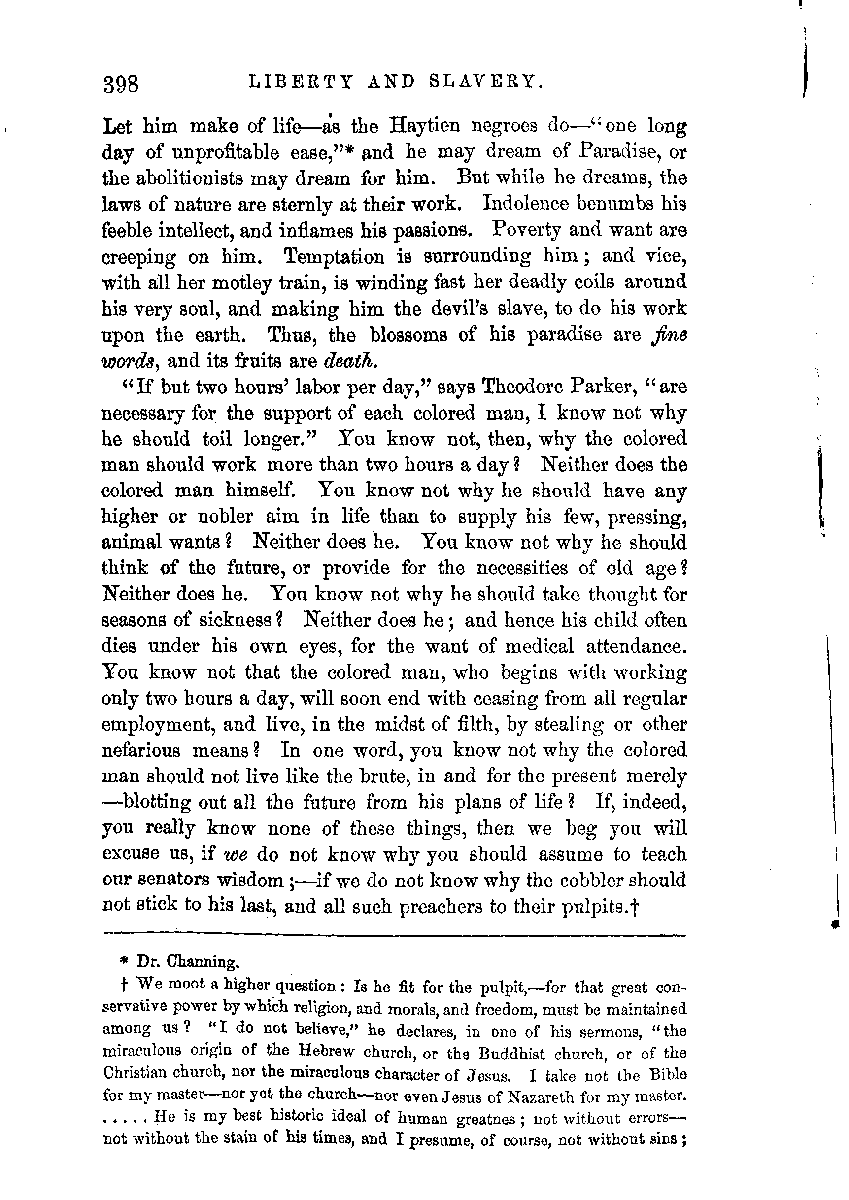 398 LIBERTY AND SLAVERY.
Let him make of life—as the Haytien negroes do—“one long
day of unprofitable ease,”* and he may dream of Paradise, or
the abolitionists may dream for him. But while he dreams, the
laws of nature are sternly at their work. Indolence benumbs his
feeble intellect, and inflames his passions. Poverty and want are
creeping on him. Temptation is surrounding him; and vice,
with all her motley train, is winding fast her deadly coils around
his very soul, and making him the devil’s slave, to do his work
upon the earth. Thus, the blossoms of his paradise are fine
words, and its fruits are death.
“If but two hours’ labor per day,” says Theodore Parker, “are
necessary for the support of each colored man, I know not why
he should toil longer.” You know not, then, why the colored
man should work more than two hours a day? Neither does the
colored man himself. You know not why he should have any
higher or nobler aim in life than to supply his few, pressing,
animal wants? Neither does he. You know not why he should
think of the future, or provide for the necessities of old age?
Neither does he. You know not why he should take thought for
seasons of sickness? Neither does he; and hence his child often
dies under his own eyes, for the want of medical attendance.
You know not that the colored man, who begins with working
only two hours a day, will soon end with ceasing from all regular
employment, and live, in the midst of filth, by stealing or other
nefarious means? In one word, you know not why the colored
man should not live like the brute, in and for the present merely
—blotting out all the future from his plans of life? If, indeed,
you really know none of these things, then we beg you will
excuse us, if we do not know why you should assume to teach
our senators wisdom;—if we do not know why the cobbler should
not stick to his last, and all such preachers to their pulpits.†
* Dr. Channing.
† We moot a higher question: Is he fit for the pulpit,—for that great con-
servative power by which religion, and morals, and freedom, must be maintained
among us? “I do not believe,” he declares, in one of his sermons, “the
miraculous origin of the Hebrew church, or the Buddhist church, or of the
Christian church, nor the miraculous character of Jesus. I take not the Bible
for my master—nor yet the church—nor even Jesus of Nazareth for my master.
..... He is my best historic ideal of human greatnes; not without errors—
not without the stain of his times, and I presume, of course, not without sins;